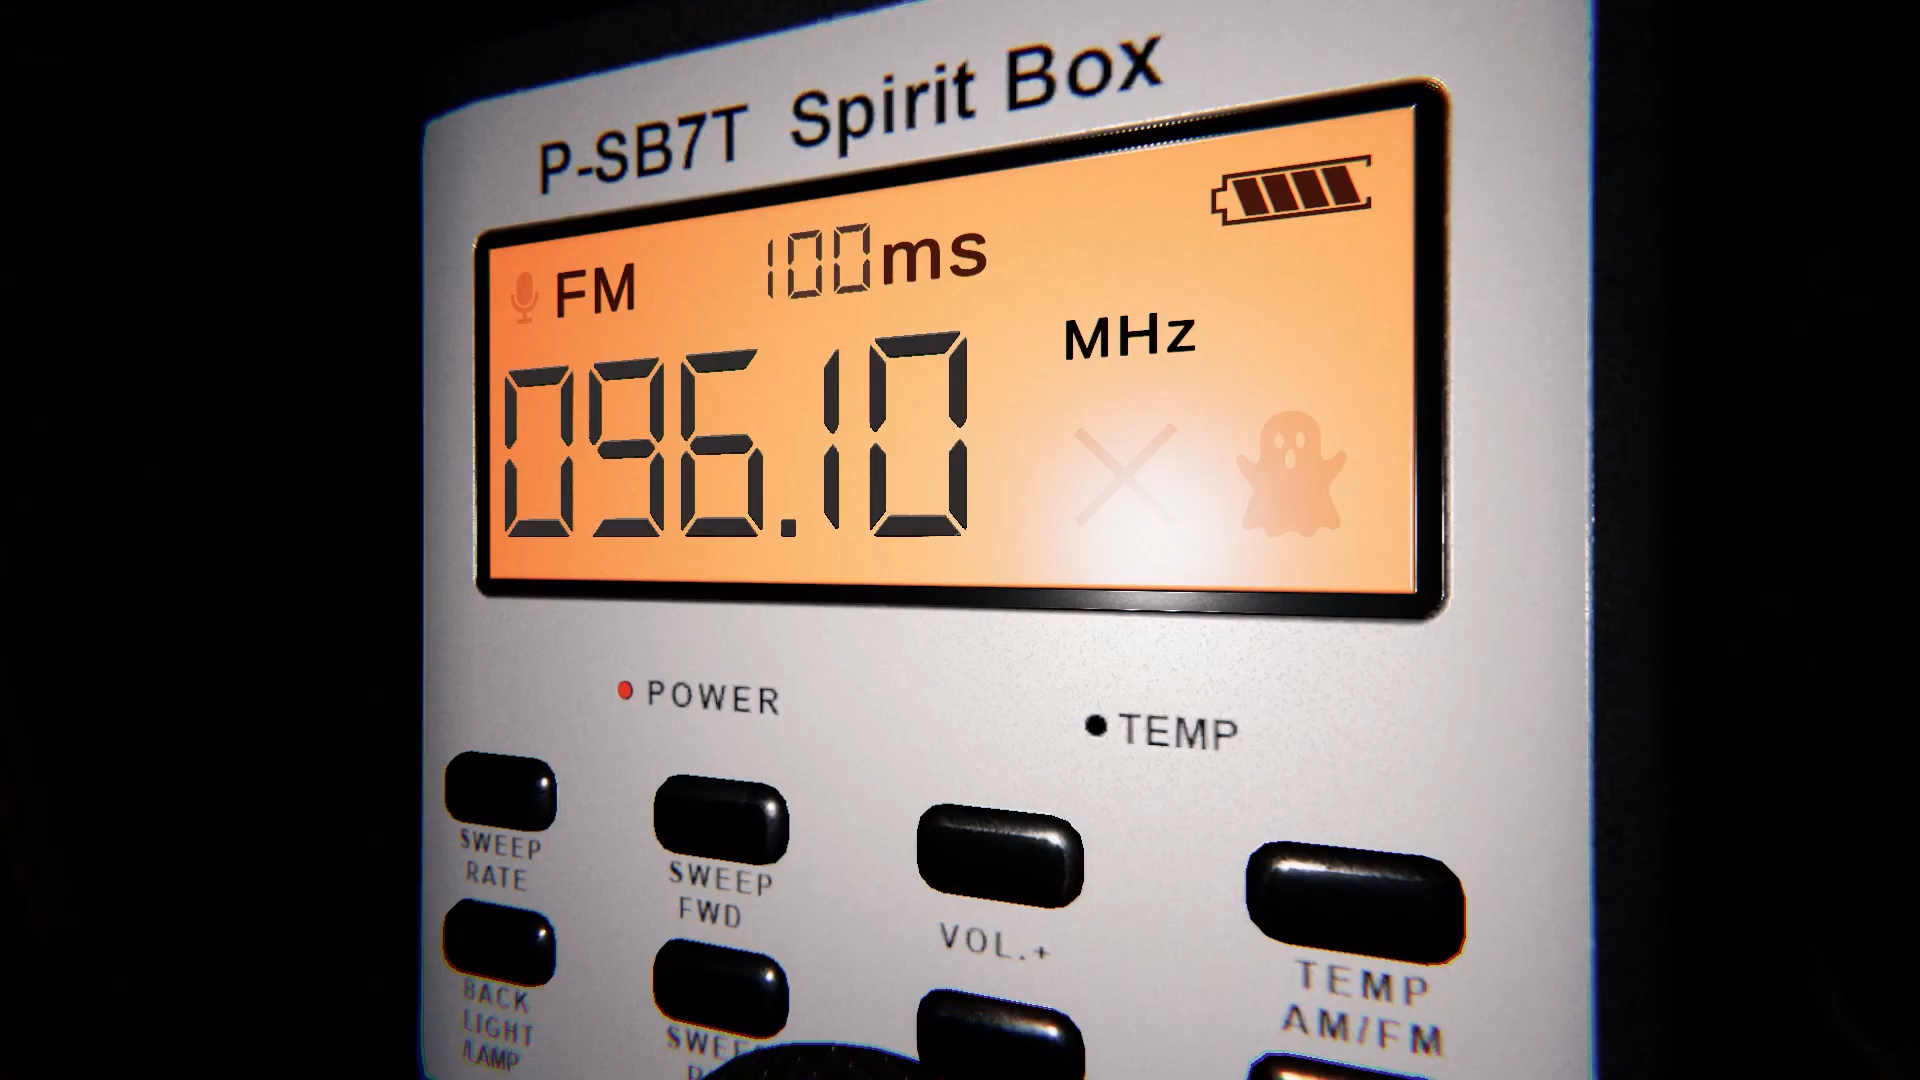 P-SB7T Spirit Box
FM 100ms
MHz
096.10
POWER
TEMP
SWEEP
RATE
SWEEP
FWD
VOL.+
TEMP
AM/FM
BACK
LIGHT
/LAMP